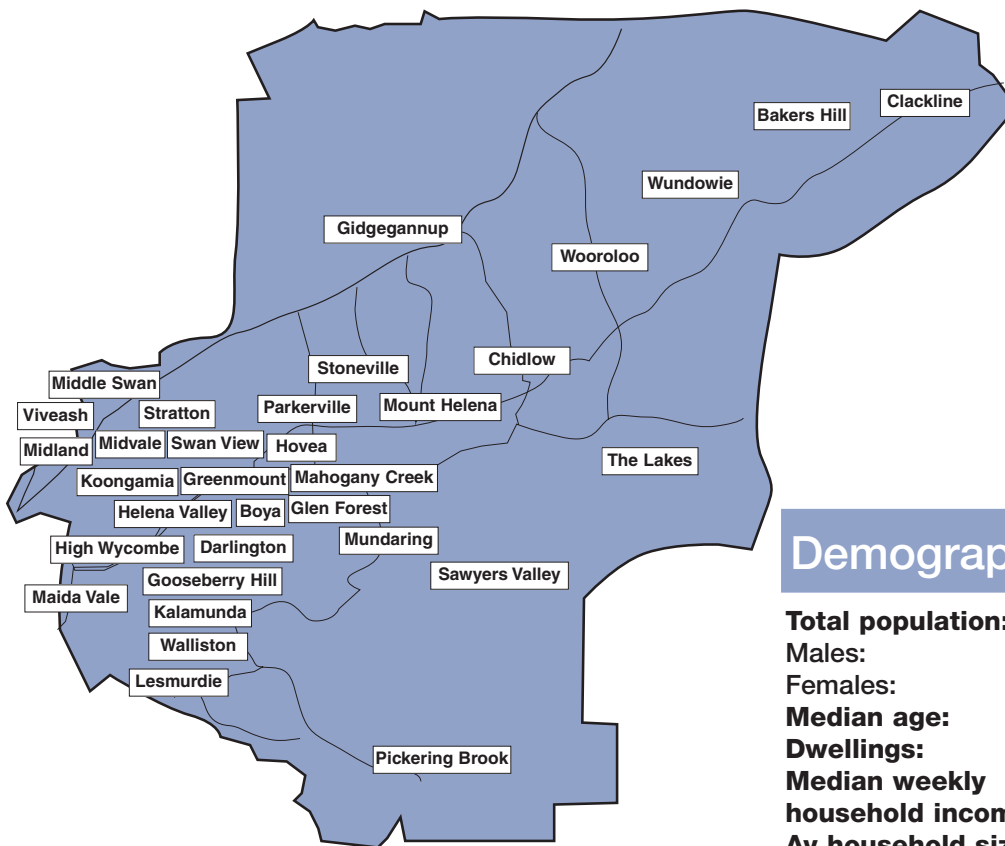 Clackline
Bakers Hill
Wundowie
Gidgegannup
Wooroloo
Chidlow
Stoneville
Middle Swan
Mount Helena
Parkerville
Viveash
Stratton
Midland
Midvale
Swan View
Hovea
The Lakes
Koongamia
Greenmount
Mahogany Creek
Helena Valley
Boya
Glen Forest
High Wycombe
Darlington
Mundaring
Gooseberry Hill
Sawyers Valley
Maida Vale
Kalamunda
Walliston
Lesmurdie
Pickering Brook
Demograp
Total population:
Males:
Females:
Median age:
Dwellings:
Median weekly
household incom
Av household siz